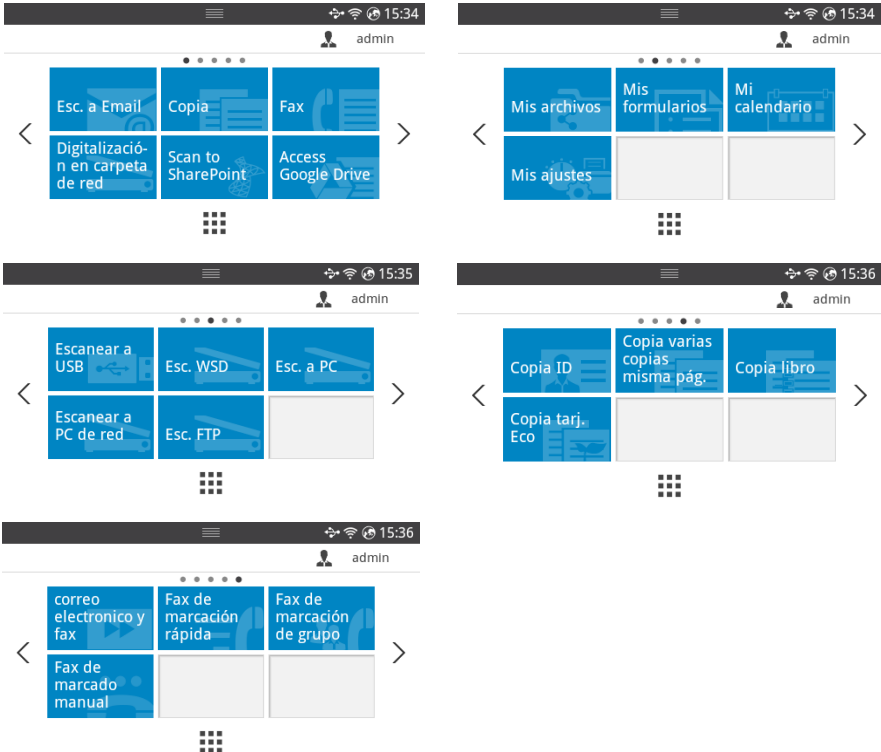 15:34
admin
Esc. a Email
Copia
Fax
Digitalizació-
n en carpeta
de red
Scan to
SharePoint
Access
Google Drive
15:34
admin
Mis archivos
Mis
formularios
Mi
calendario
Mis ajustes
15:35
admin
Escanear a
USB
Esc. WSD
Esc. a PC
Escanear a
PC de red
Esc. FTP
15:36
admin
Copia ID
Copia varias
copias
misma pág.
Copia libro
Copia tarj.
Eco
15:36
admin
correo
electronico y
fax
Fax de
marcación
rápida
Fax de
marcación
de grupo
Fax de
marcado
manual